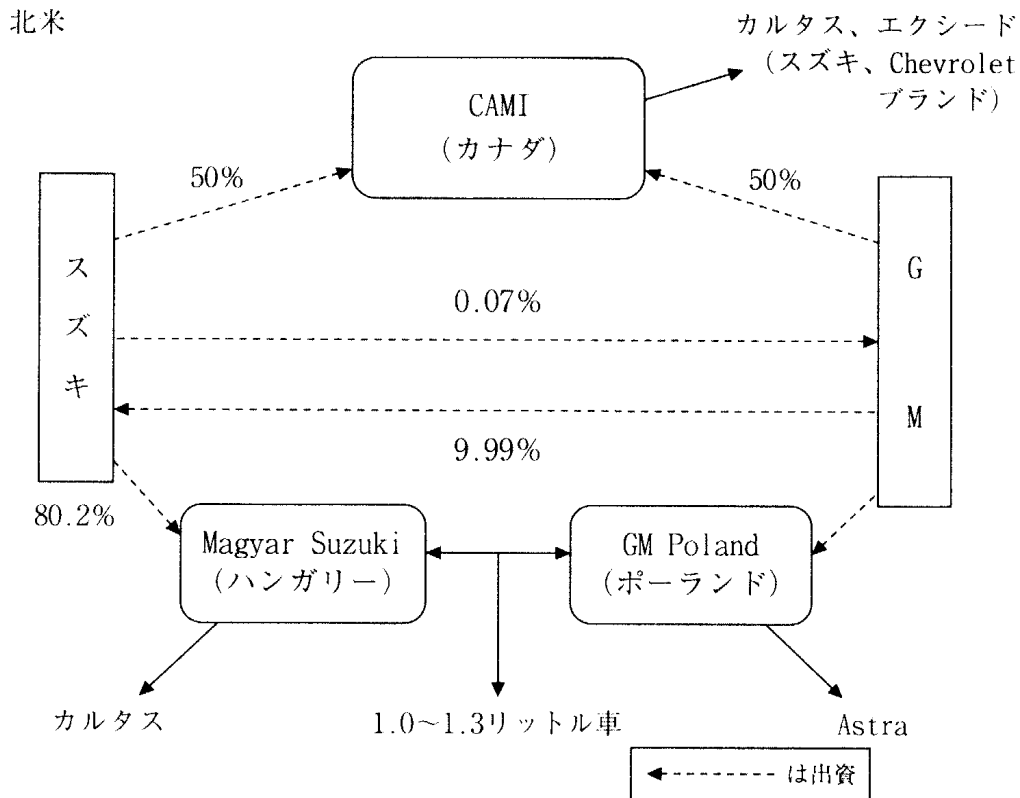 北米
カルタス、エクシード
(スズキ、Chevrolet
ブランド)
CAMI
(カナダ)
50%
50%
スズキ
GM
0.07%
9.99%
80.2%
Magyar Suzuki
(ハンガリー)
GM Poland
(ポーランド)
カルタス
1.0～1.3リットル車
Astra
は出資